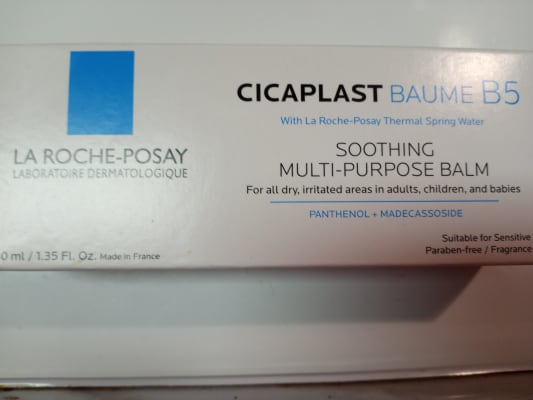 LA ROCHE-POSAY
LABORATOIRE DERMATOLOGIQUE
0 ml / 1.35 Fl. Oz. Made in France
CICAPLAST BAUME B5
With La Roche-Posay Thermal Spring Water
SOOTHING
MULTI-PURPOSE BALM
For all dry, irritated areas in adults, children, and babies
PANTHENOL + MADECASSOSIDE
Suitable for Sensitive
Paraben-free / Fragrance